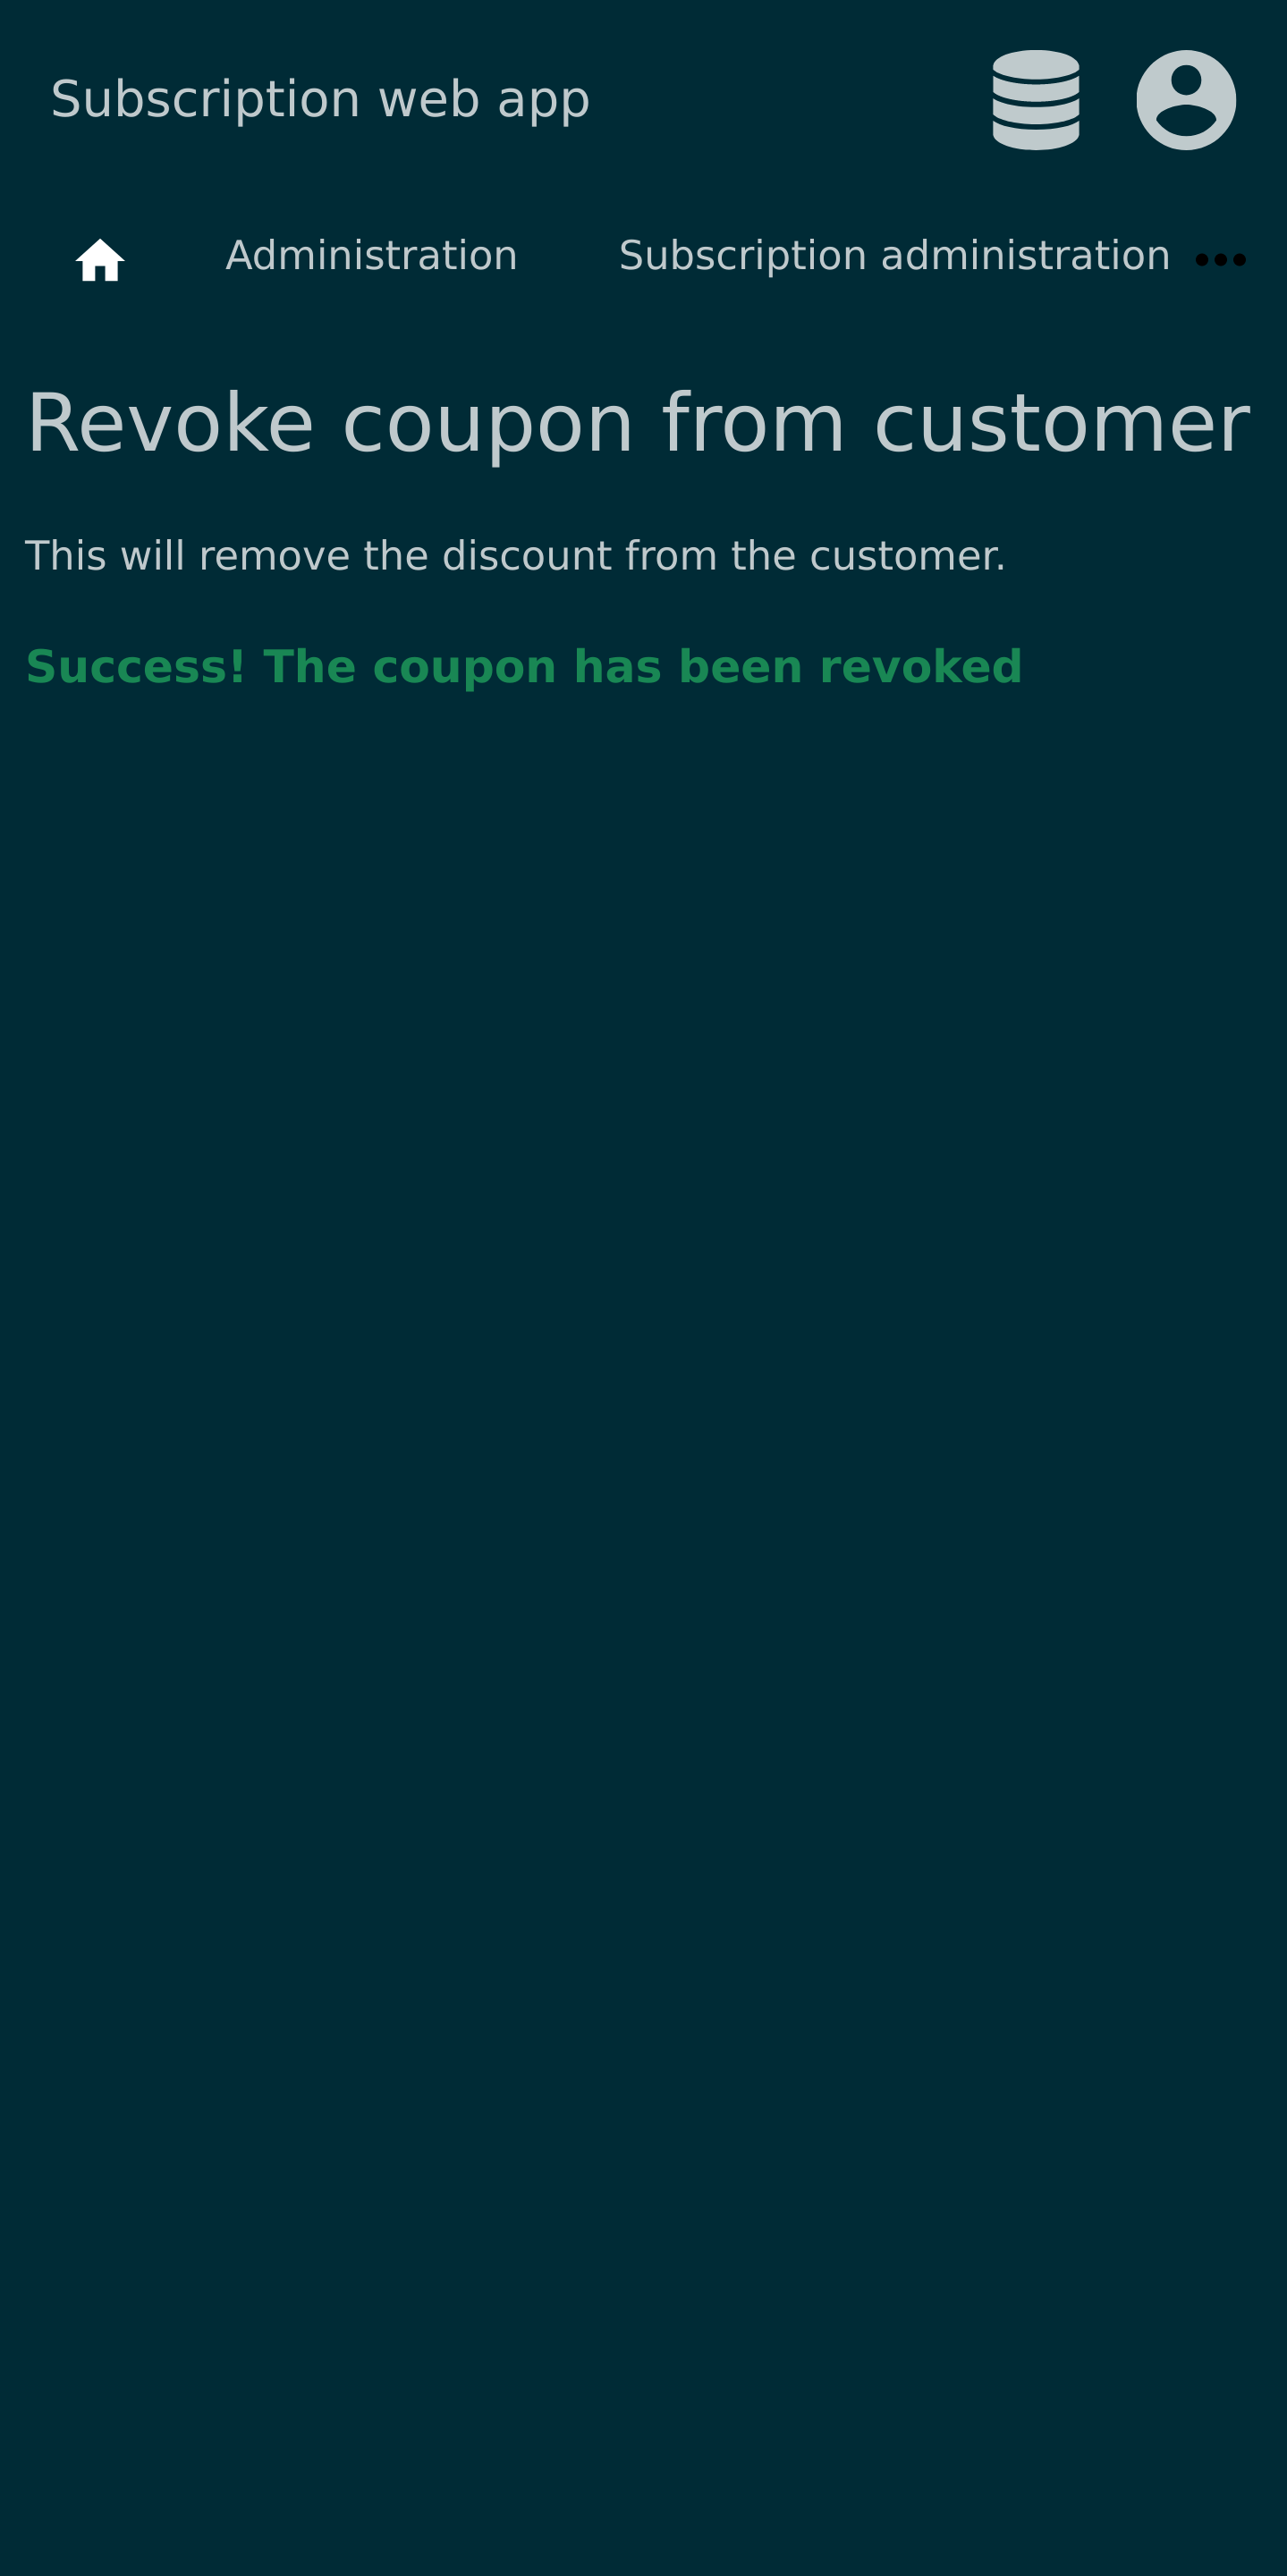 Subscription web app
Administration
Subscription administration
Revoke coupon from customer
This will remove the discount from the customer.
Success! The coupon has been revoked